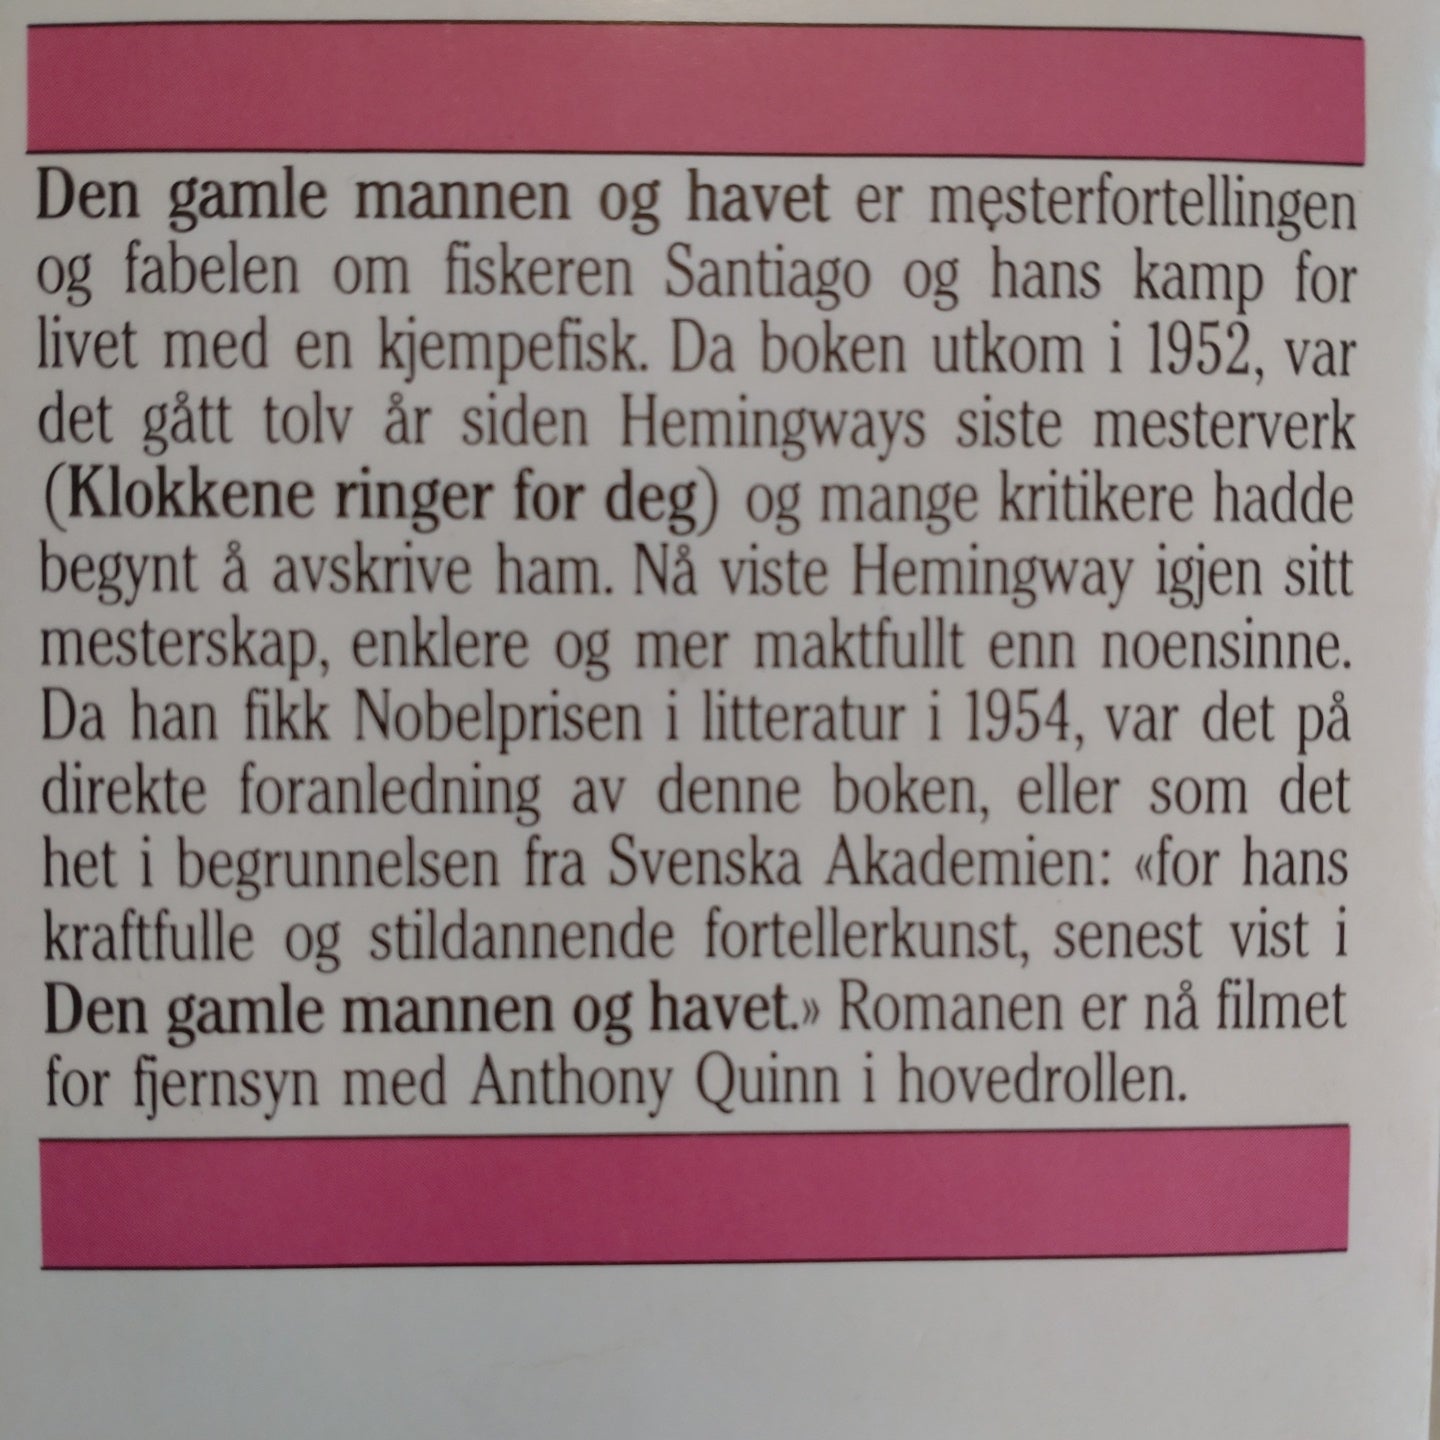 Den gamle mannen og havet er mesterfortellingen
og fabelen om fiskeren Santiago og hans kamp for
livet med en kjempefisk. Da boken utkom i 1952, var
det gått tolv år siden Hemingways siste mesterverk
(Klokkene ringer for deg) og mange kritikere hadde
begynt å avskrive ham. Nå viste Hemingway igjen sitt
mesterskap, enklere og mer maktfullt enn noensinne.
Da han fikk Nobelprisen i litteratur i 1954, var det på
direkte foranledning av denne boken, eller som det
het i begrunnelsen fra Svenska Akademien: «for hans
kraftfulle og stildannende fortellerkunst, senest vist i
Den gamle mannen og havet.» Romanen er nå filmet
for fjernsyn med Anthony Quinn i hovedrollen.